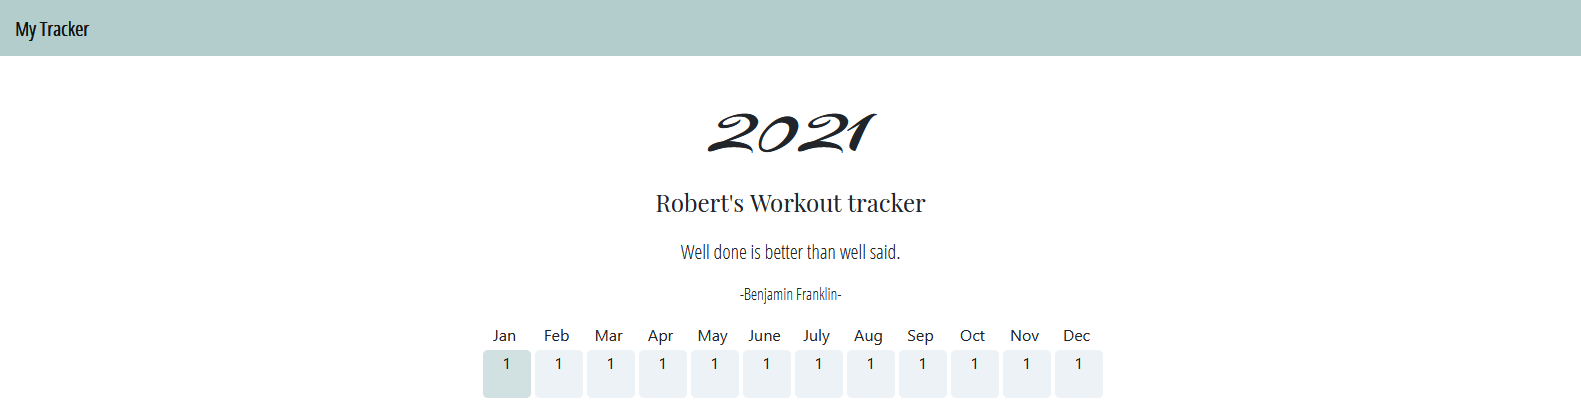 My Tracker
2021
Robert's Workout tracker
Well done is better than well said.
-Benjamin Franklin-
Jan Feb Mar Apr May June July Aug Sep Oct Nov Dec
1 1 1 1 1 1 1 1 1 1 1 1